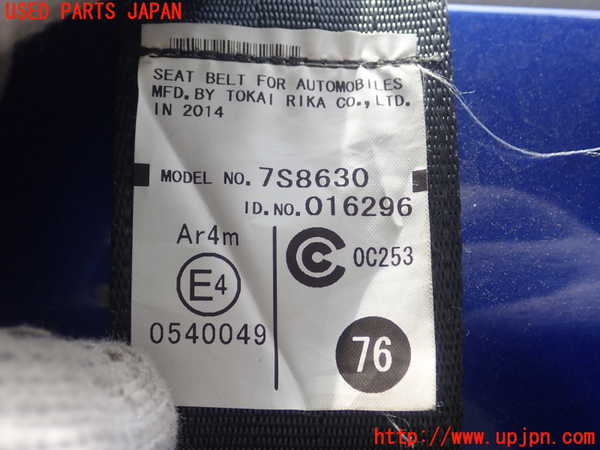 USED PARTS JAPAN
SEAT BELT FOR AUTOMOBILES
MFD. BY TOKAI RIKA CO., LTD.
IN 2014
MODEL NO. 7S8630
ID.NO. 016296
Ar4m
E4
0540049
C
0C253
76
http://www.upjpn.com